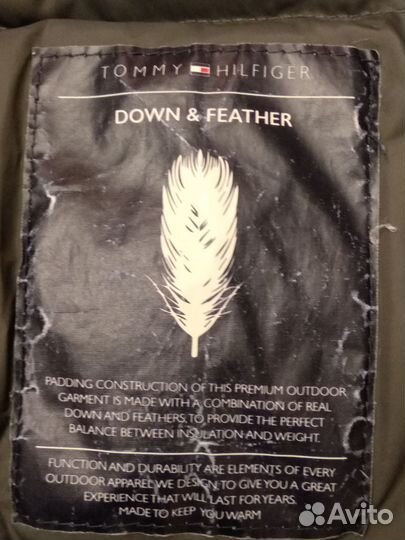 TOMMY HILFIGER
DOWN & FEATHER
PADDING CONSTRUCTION OF THIS PREMIUM OUTDOOR
GARMENT IS MADE WITH A COMBINATION OF REAL
DOWN AND FEATHERS, TO PROVIDE THE PERFECT
BALANCE BETWEEN INSULATION AND WEIGHT.
FUNCTION AND DURABILITY ARE ELEMENTS OF EVERY
OUTDOOR APPAREL WE DESIGN, TO GIVE YOU A GREAT
EXPERIENCE THAT WILL LAST FOR YEARS.
MADE TO KEEP YOU WARM
Avito